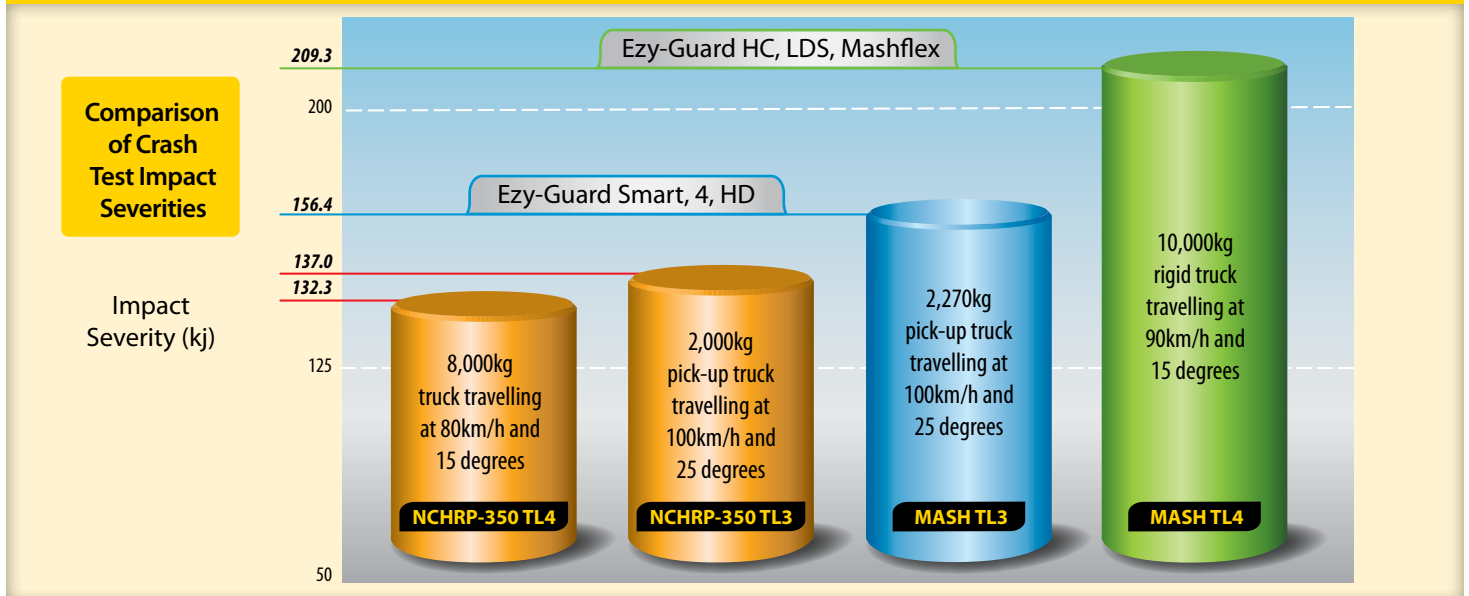 Comparison
of Crash
Test Impact
Severities
Impact
Severity (kj)
209.3
200
156.4
137.0
132.3
125
50
Ezy-Guard HC, LDS, Mashflex
Ezy-Guard Smart, 4, HD
8,000kg
truck travelling
at 80km/h and
15 degrees
NCHRP-350 TL4
2,000kg
pick-up truck
travelling at
100km/h and
25 degrees
NCHRP-350 TL3
2,270kg
pick-up truck
travelling at
100km/h and
25 degrees
MASH TL3
10,000kg
rigid truck
travelling at
90km/h and
15 degrees
MASH TL4